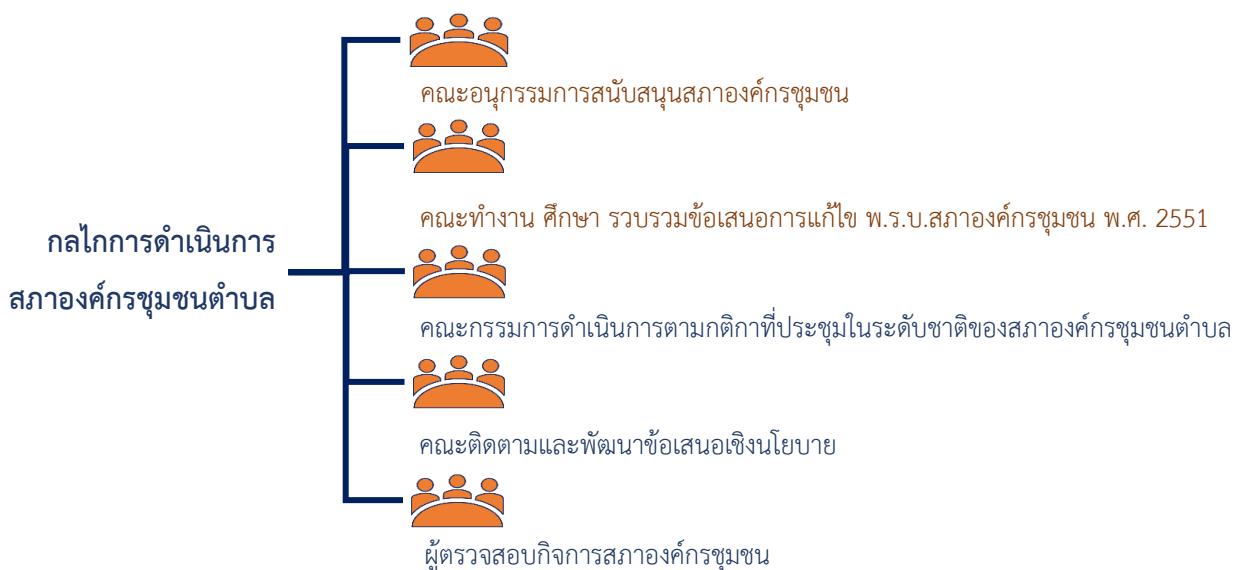 คณะอนุกรรมการสนับสนุนสภาองค์กรชุมชน
คณะทำงาน ศึกษา รวบรวมข้อเสนอการแก้ไข พ.ร.บ.สภาองค์กรชุมชน พ.ศ. 2551
กลไกการดำเนินการ
สภาองค์กรชุมชนตำบล
คณะกรรมการดำเนินการตามกติกาที่ประชุมในระดับชาติของสภาองค์กรชุมชนตำบล
คณะติดตามและพัฒนาข้อเสนอเชิงนโยบาย
ผู้ตรวจสอบกิจการสภาองค์กรชุมชน